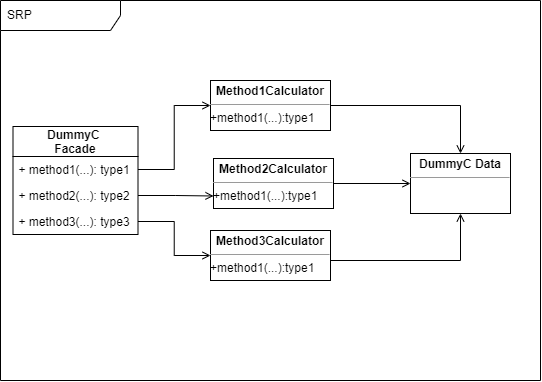 SRP
DummyC
Facade
+ method1(...): type1
+ method2(...): type2
+ method3(...): type3
Method1Calculator
+method1(...):type1
Method2Calculator
+method1(...):type1
Method3Calculator
+method1(...):type1
DummyC Data